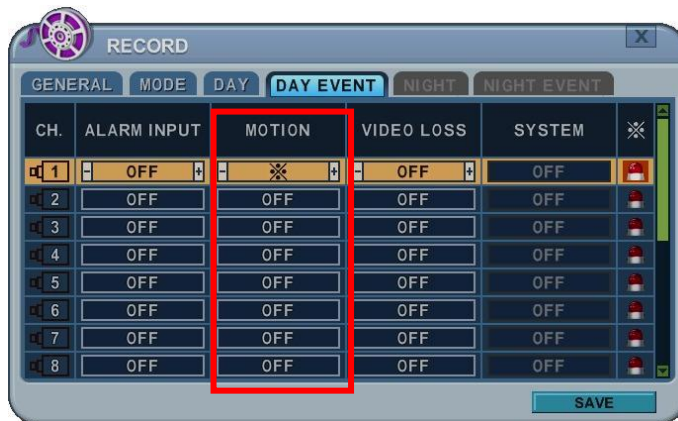 RECORD
X
GENERAL MODE DAY DAY EVENT NIGHT NIGHT EVENT
CH. ALARM INPUT MOTION VIDEO LOSS SYSTEM ※
1 - OFF + - ※ + - OFF + OFF
2 OFF OFF OFF OFF
3 OFF OFF OFF OFF
4 OFF OFF OFF OFF
5 OFF OFF OFF OFF
6 OFF OFF OFF OFF
7 OFF OFF OFF OFF
8 OFF OFF OFF OFF
SAVE